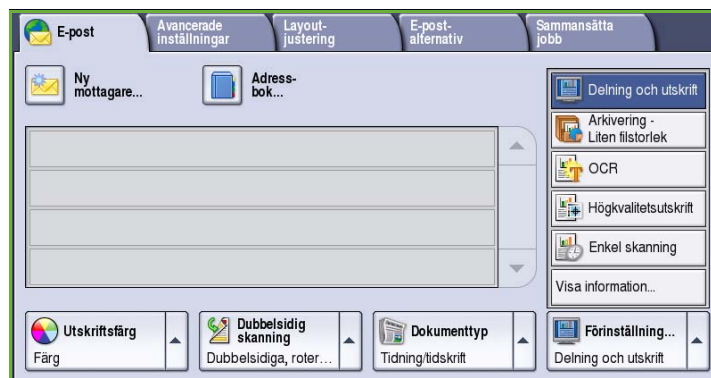 E-post
Avancerade
inställningar
Layout-
justering
E-post-
alternativ
Sammansätta
jobb
Ny
mottagare...
Adress-
bok...
Delning och utskrift
Arkivering -
Liten filstorlek
OCR
Högkvalitetsutskrift
Enkel skanning
Visa information...
Utskriftsfärg
Färg
Dubbelsidig
skanning
Dubbelsidiga, roter...
Dokumenttyp
Tidning/tidskrift
Förinställning...
Delning och utskrift